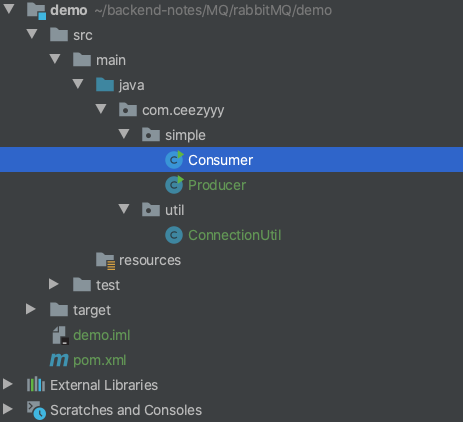 demo ~/backend-notes/MQ/rabbitMQ/demo
src
main
java
com.ceezyyy
simple
Consumer
Producer
util
ConnectionUtil
resources
test
target
demo.iml
pom.xml
External Libraries
Scratches and Consoles